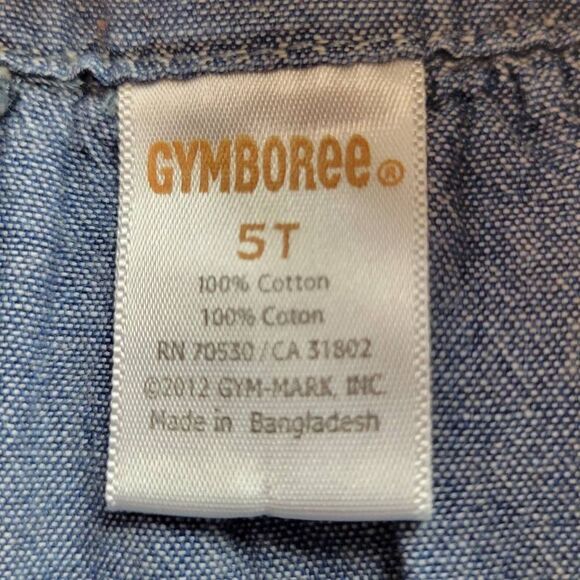 GYMBOREE®
5T
100% Cotton
100% Coton
RN 70530 / CA 31802
©2012 GYM-MARK, INC.
Made in Bangladesh